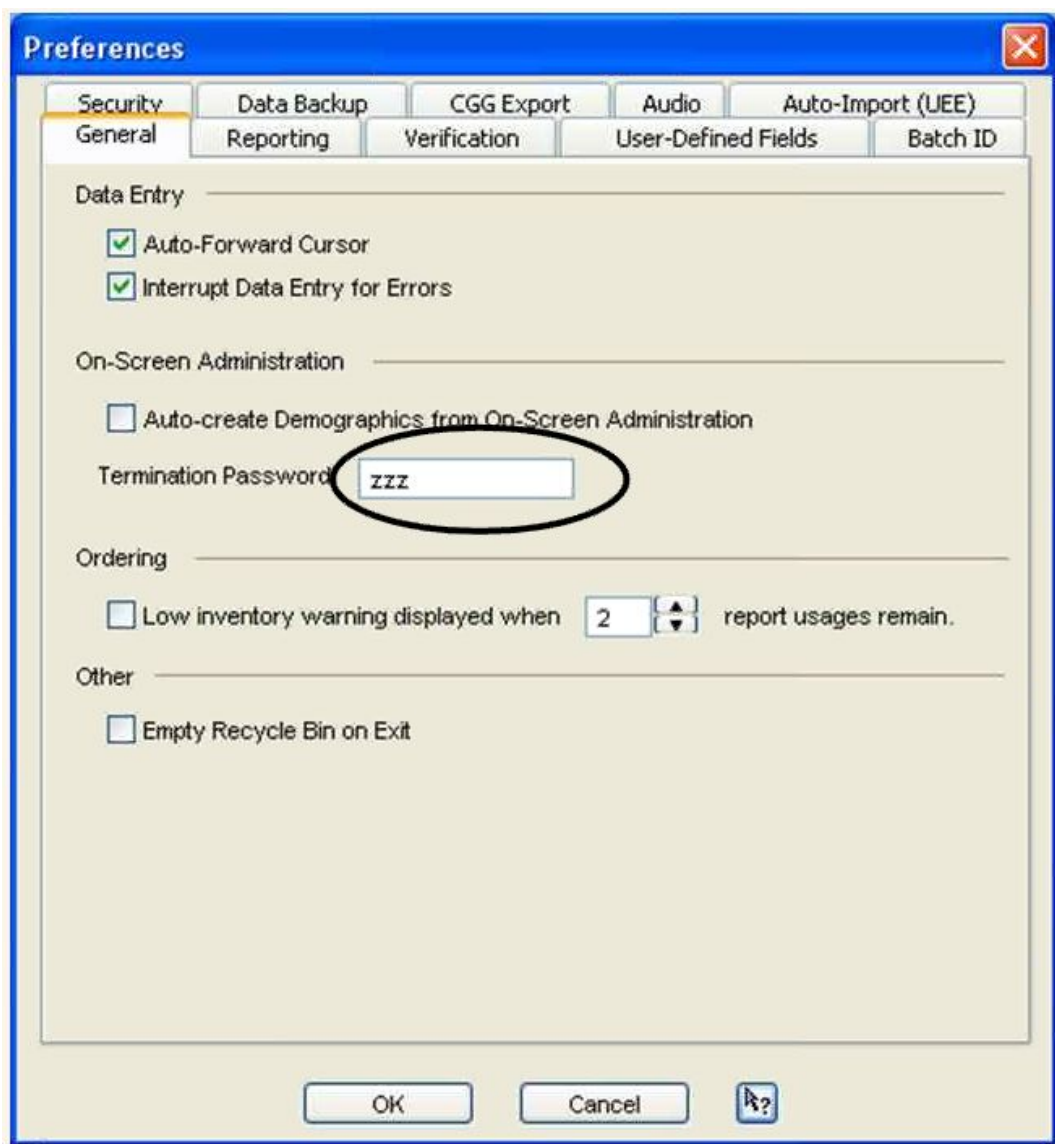 Preferences
Security Data Backup CGG Export Audio Auto-Import (UEE)
General Reporting Verification User-Defined Fields Batch ID
Data Entry
Auto-Forward Cursor
Interrupt Data Entry for Errors
On-Screen Administration
Auto-create Demographics from On-Screen Administration
Termination Password zzz
Ordering
Low inventory warning displayed when 2 report usages remain.
Other
Empty Recycle Bin on Exit
OK Cancel ?